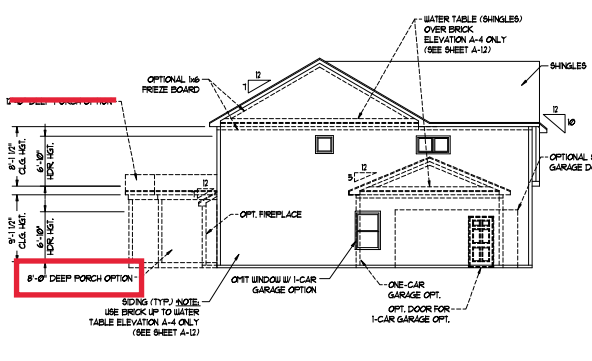 WATER TABLE (SHINGLES)
OVER BRICK
ELEVATION A-4 ONLY
(SEE SHEET A-12)
SHINGLES
OPTIONAL 1x6
FRIEZE BOARD
12
7
12
10
DEEP PORCH OPTION
8'-1 1/2"
CLG. HGT.
6'-10"
HDR. HGT.
12
5
12
OPTIONAL
GARAGE
OPT. FIREPLACE
9'-1 1/2"
CLG. HGT.
6'-10"
HDR. HGT.
8'-0" DEEP PORCH OPTION
OMIT WINDOW W/ 1-CAR
GARAGE OPTION
ONE-CAR
GARAGE OPT.
OPT. DOOR FOR
1-CAR GARAGE OPT.
SIDING (TYP.) NOTE:
USE BRICK UP TO WATER
TABLE ELEVATION A-4 ONLY
(SEE SHEET A-12)